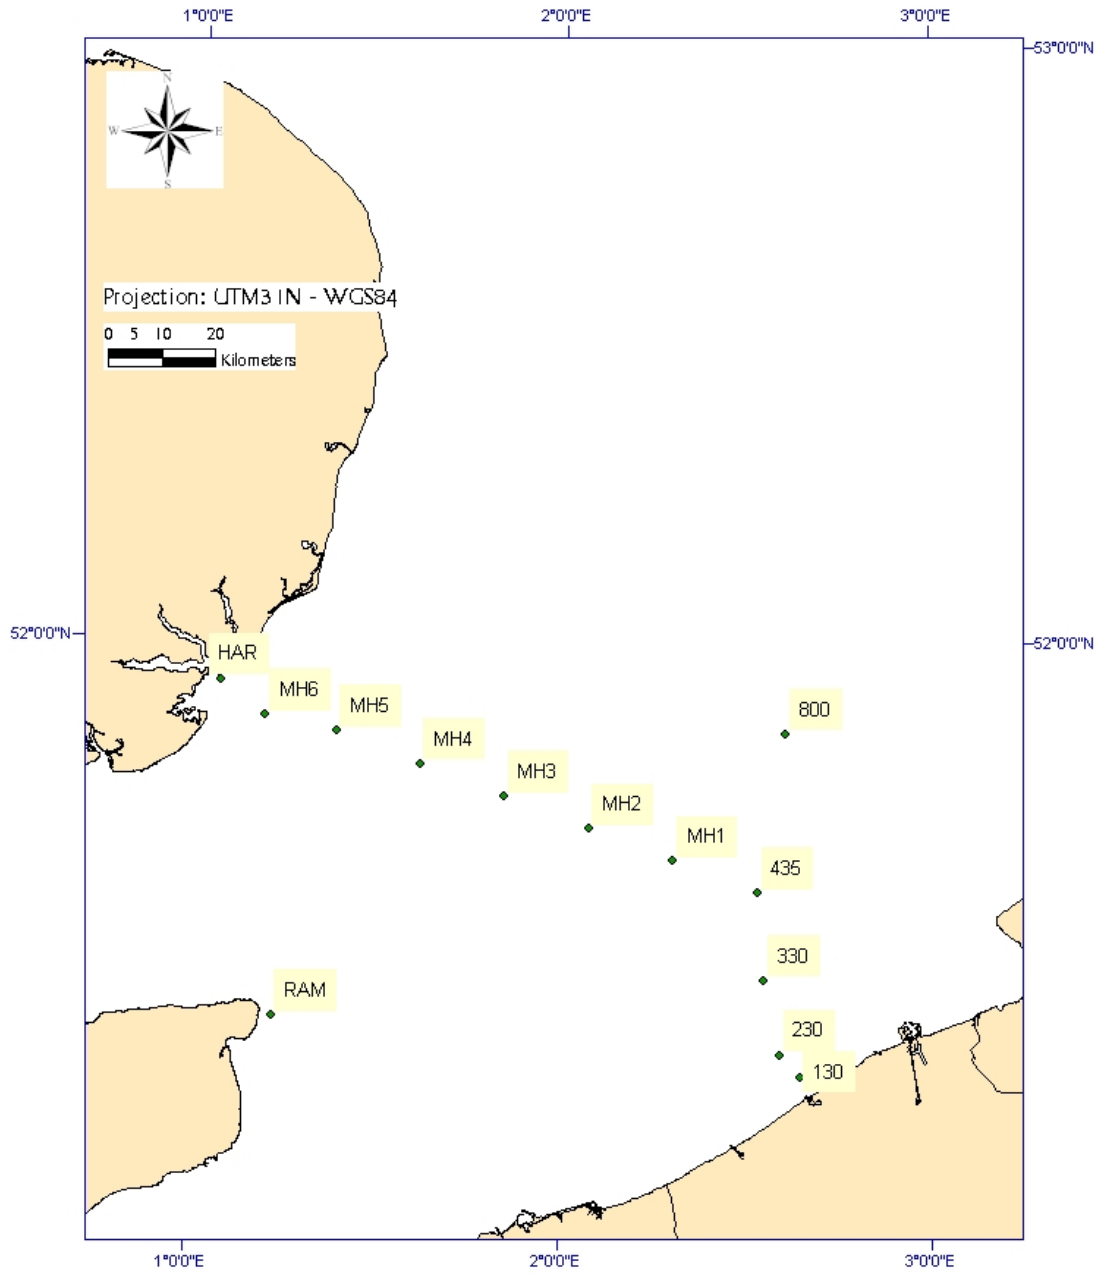 1°0'0"E 2°0'0"E 3°0'0"E
53°0'0"N
N
W E
S
Projection: UTM31N - WGS84
0 5 10 20
Kilometers
52°0'0"N 52°0'0"N
HAR
MH6
MH5
800
MH4
MH3
MH2
MH1
435
330
RAM
230
130
1°0'0"E 2°0'0"E 3°0'0"E